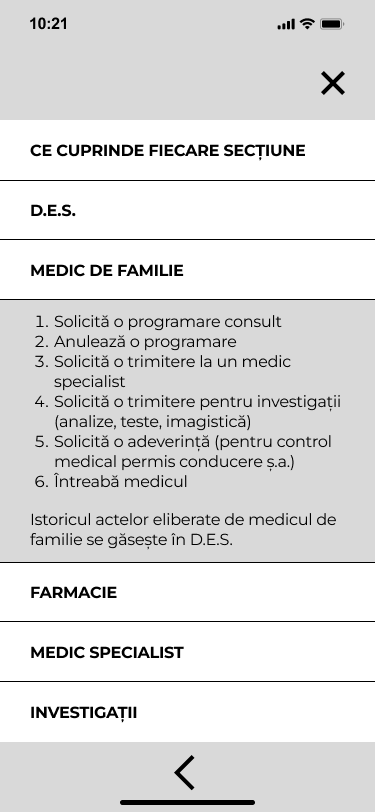 10:21
CE CUPRINDE FIECARE SECȚIUNE
D.E.S.
MEDIC DE FAMILIE
1. Solicită o programare consult
2. Anulează o programare
3. Solicită o trimitere la un medic
specialist
4. Solicită o trimitere pentru investigații
(analize, teste, imagistică)
5. Solicită o adeverință (pentru control
medical permis conducere ș.a.)
6. Întreabă medicul
Istoricul actelor eliberate de medicul de
familie se găsește în D.E.S.
FARMACIE
MEDIC SPECIALIST
INVESTIGAȚII